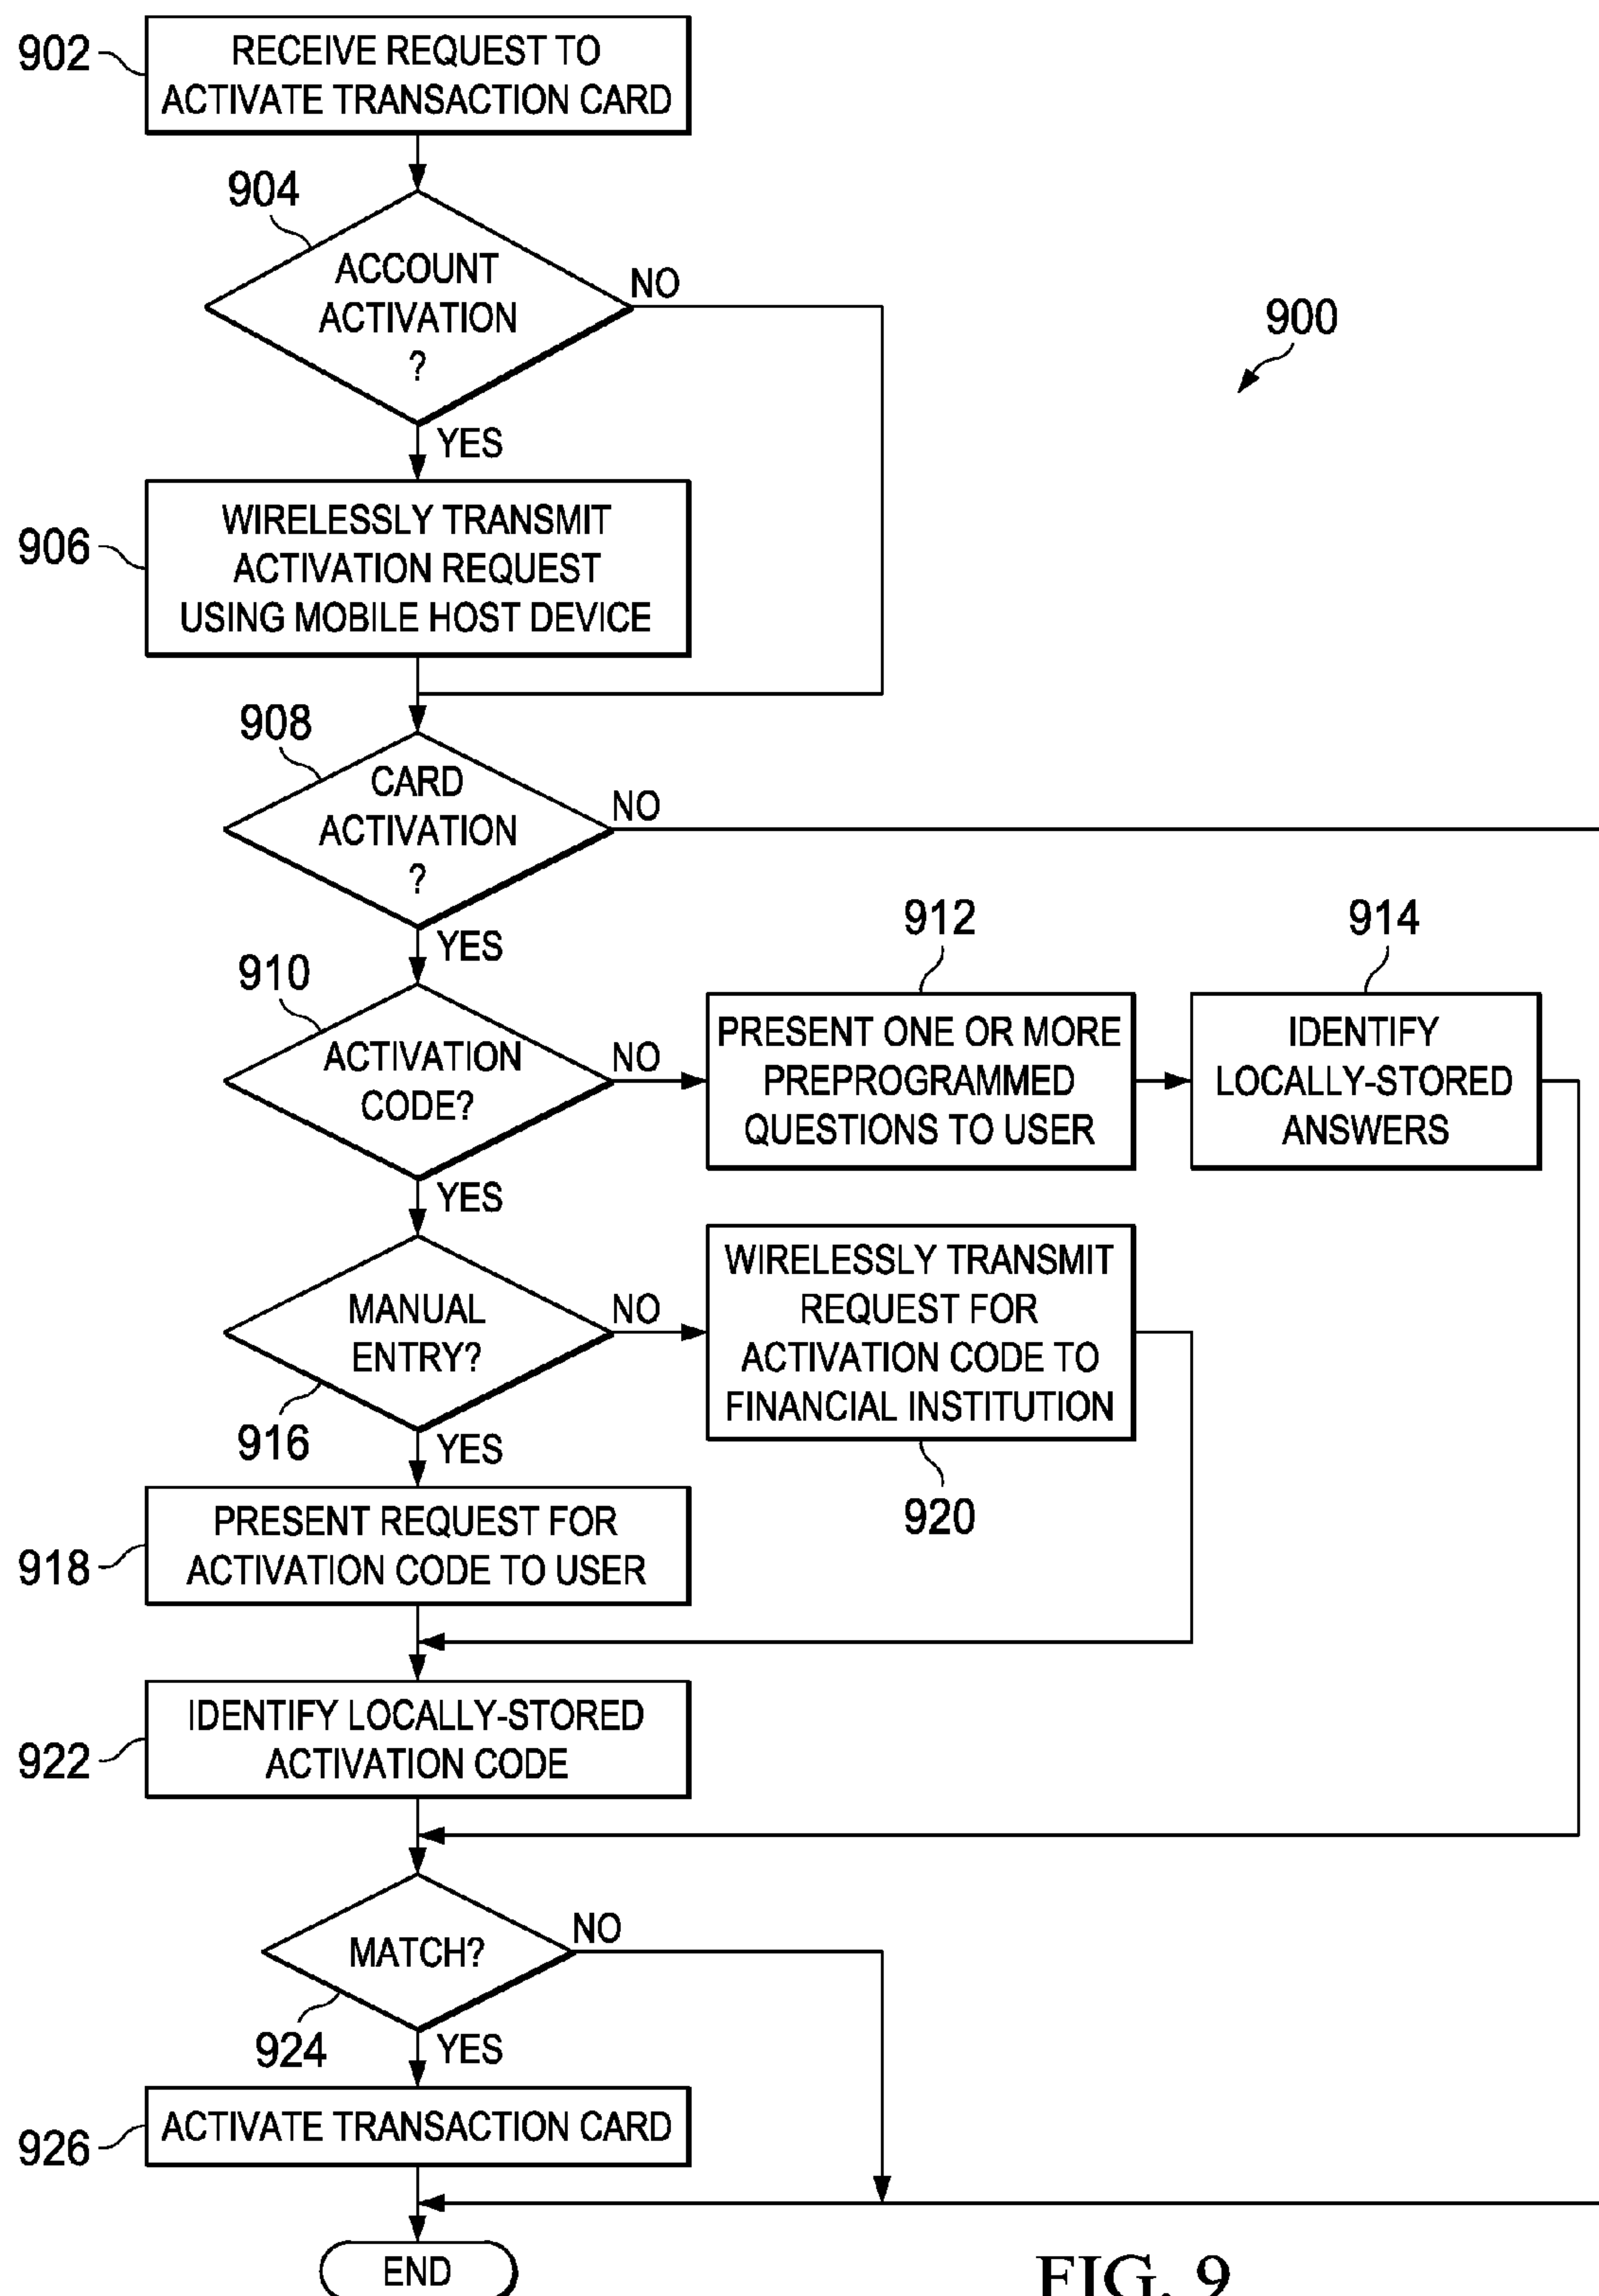 902
RECEIVE REQUEST TO
ACTIVATE TRANSACTION CARD
904
ACCOUNT
ACTIVATION
?
NO
YES
900
906
WIRELESSLY TRANSMIT
ACTIVATION REQUEST
USING MOBILE HOST DEVICE
908
CARD
ACTIVATION
?
NO
YES
910
ACTIVATION
CODE?
NO
YES
912
PRESENT ONE OR MORE
PREPROGRAMMED
QUESTIONS TO USER
914
IDENTIFY
LOCALLY-STORED
ANSWERS
MANUAL
ENTRY?
916
NO
YES
WIRELESSLY TRANSMIT
REQUEST FOR
ACTIVATION CODE TO
FINANCIAL INSTITUTION
920
918
PRESENT REQUEST FOR
ACTIVATION CODE TO USER
922
IDENTIFY LOCALLY-STORED
ACTIVATION CODE
MATCH?
NO
924
YES
926
ACTIVATE TRANSACTION CARD
END
FIG. 9